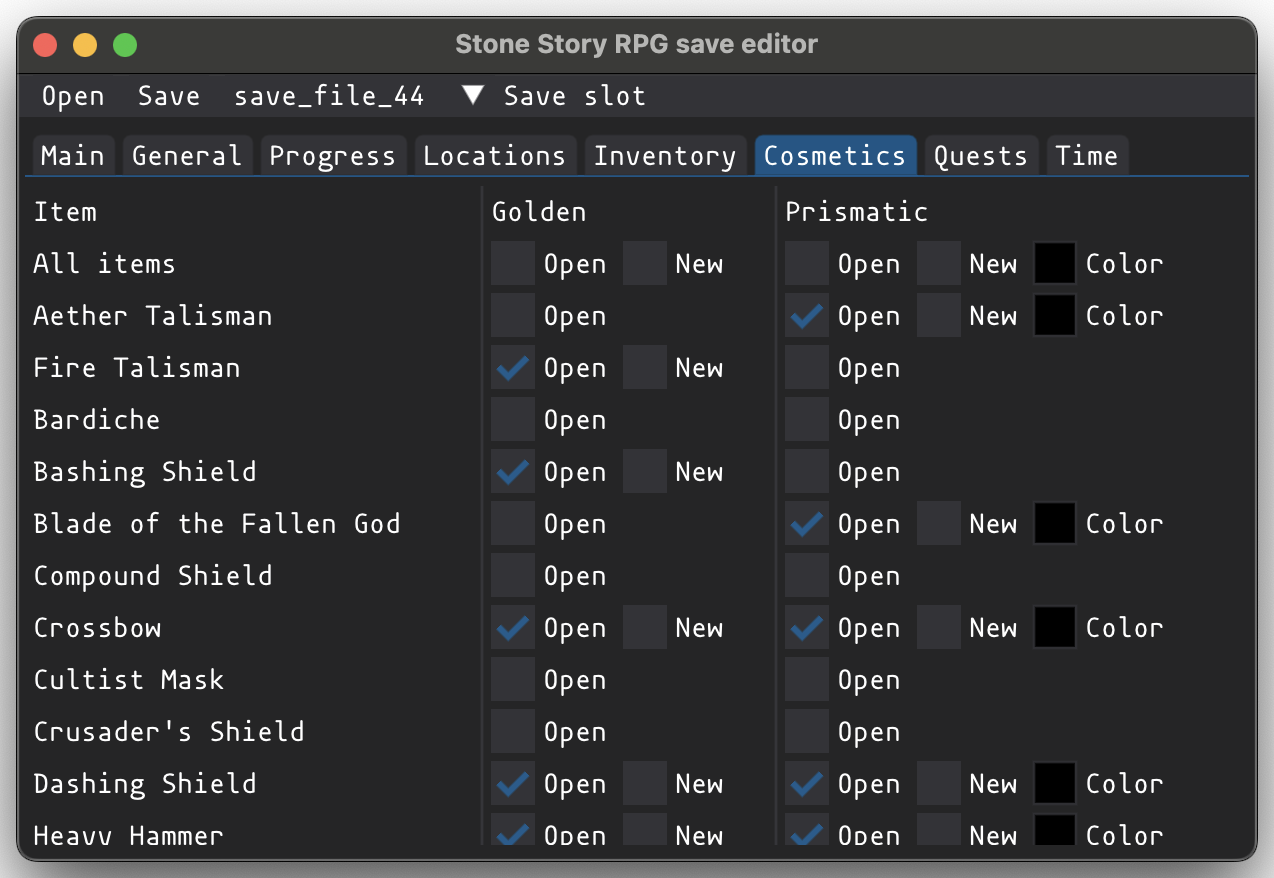 Stone Story RPG save editor
Open Save save_file_44 Save slot
Main General Progress Locations Inventory Cosmetics Quests Time
Item Golden Prismatic
All items Open New Open New Color
Aether Talisman Open Open New Color
Fire Talisman Open New Open
Bardiche Open Open
Bashing Shield Open New Open
Blade of the Fallen God Open Open New Color
Compound Shield Open Open
Crossbow Open New Open New Color
Cultist Mask Open Open
Crusader's Shield Open Open
Dashing Shield Open New Open New Color
Heavy Hammer Open New Open New Color